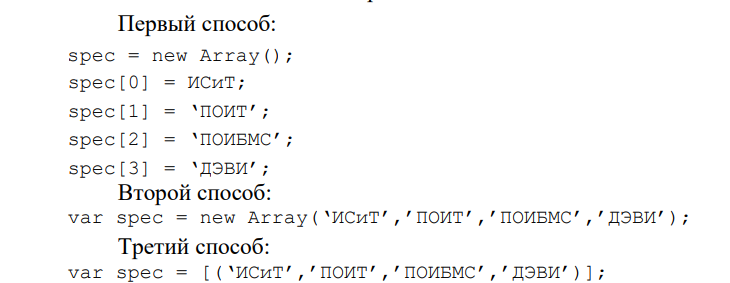 Первый способ:
spec = new Array();
spec[0] = ИСиТ;
spec[1] = ‘ПОИТ’;
spec[2] = ‘ПОИБМС’;
spec[3] = ‘ДЭВИ’;
Второй способ:
var spec = new Array(‘ИСиТ’,’ПОИТ’,’ПОИБМС’,’ДЭВИ’);
Третий способ:
var spec = [(‘ИСиТ’,’ПОИТ’,’ПОИБМС’,’ДЭВИ’)];